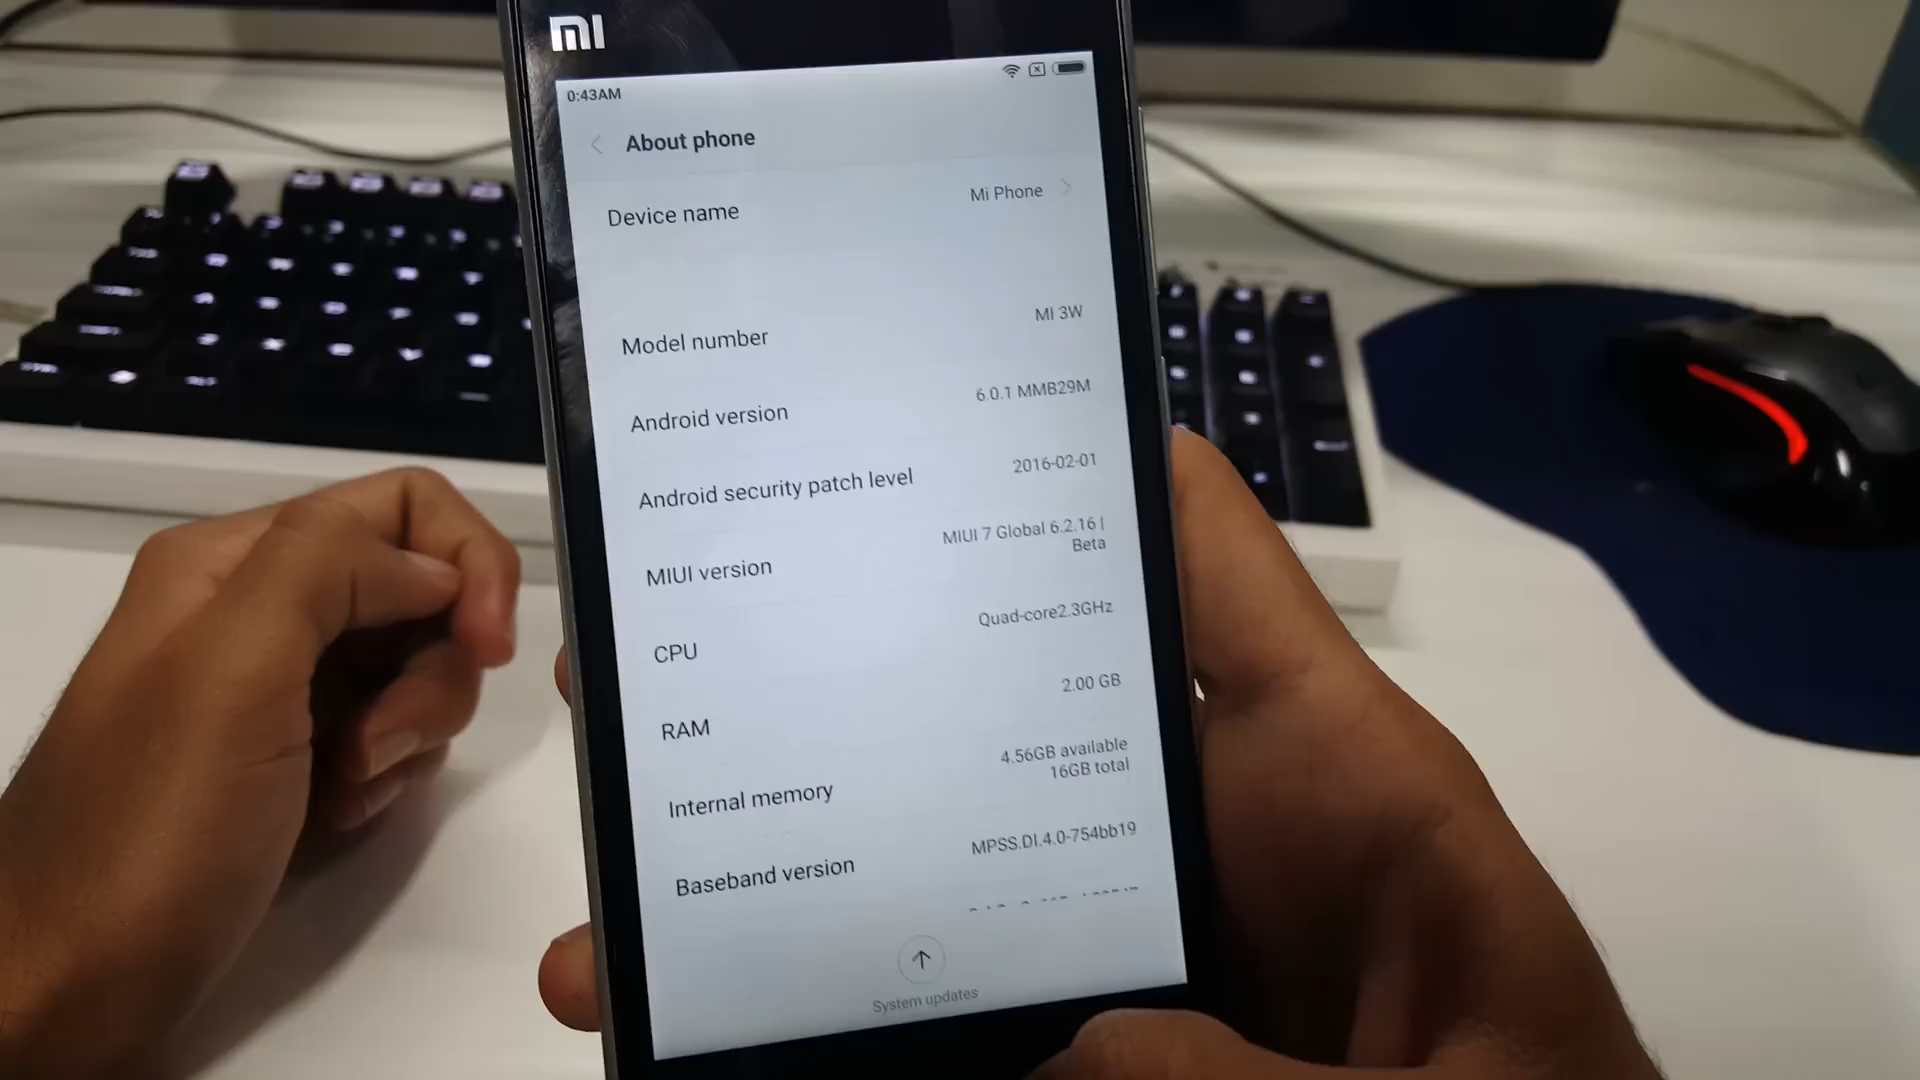 MI
0:43AM
About phone
Device name Mi Phone
Model number MI 3W
Android version 6.0.1 MMB29M
Android security patch level 2016-02-01
MIUI version MIUI 7 Global 6.2.16 |
Beta
CPU Quad-core2.3GHz
RAM 2.00 GB
Internal memory 4.56GB available
16GB total
Baseband version MPSS.DI.4.0-754bb19
System updates